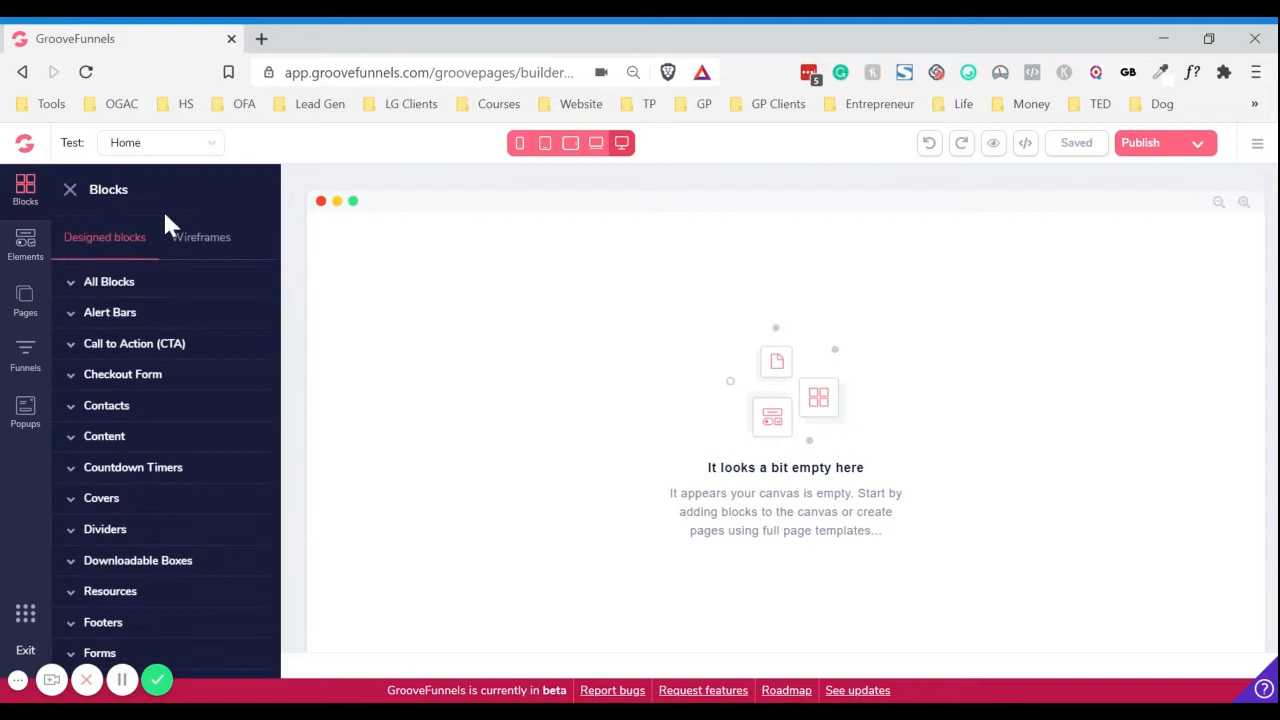 GrooveFunnels
app.groovefunnels.com/groovepages/builder...
5
GB
f?
Tools
OGAC
HS
OFA
Lead Gen
LG Clients
Courses
Website
TP
GP
GP Clients
Entrepreneur
Life
Money
TED
Dog
»
Test:
Home
Saved
Publish
Blocks
Elements
Pages
Funnels
Popups
Exit
Blocks
Designed blocks
Wireframes
All Blocks
Alert Bars
Call to Action (CTA)
Checkout Form
Contacts
Content
Countdown Timers
Covers
Dividers
Downloadable Boxes
Resources
Footers
Forms
It looks a bit empty here
It appears your canvas is empty. Start by
adding blocks to the canvas or create
pages using full page templates...
GrooveFunnels is currently in beta
Report bugs
Request features
Roadmap
See updates